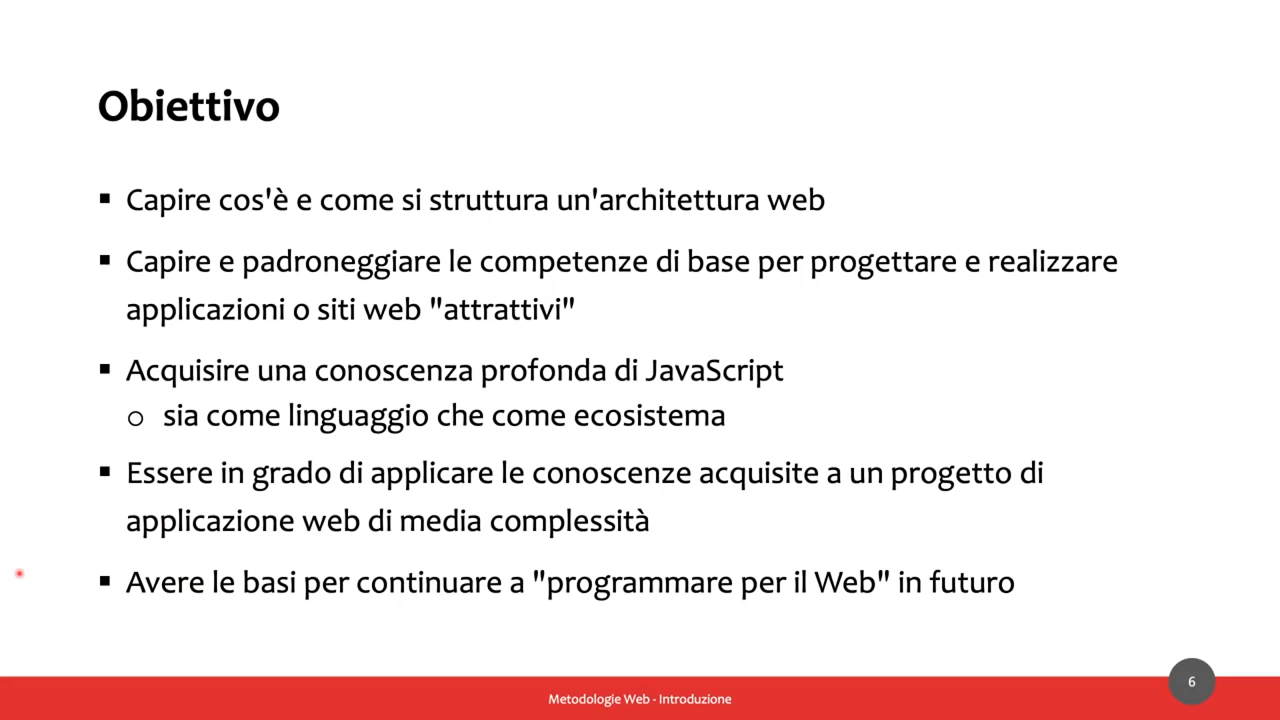 Obiettivo
▪ Capire cos'è e come si struttura un'architettura web
▪ Capire e padroneggiare le competenze di base per progettare e realizzare
applicazioni o siti web "attrattivi"
▪ Acquisire una conoscenza profonda di JavaScript
o sia come linguaggio che come ecosistema
▪ Essere in grado di applicare le conoscenze acquisite a un progetto di
applicazione web di media complessità
▪ Avere le basi per continuare a "programmare per il Web" in futuro
Metodologie Web - Introduzione
6